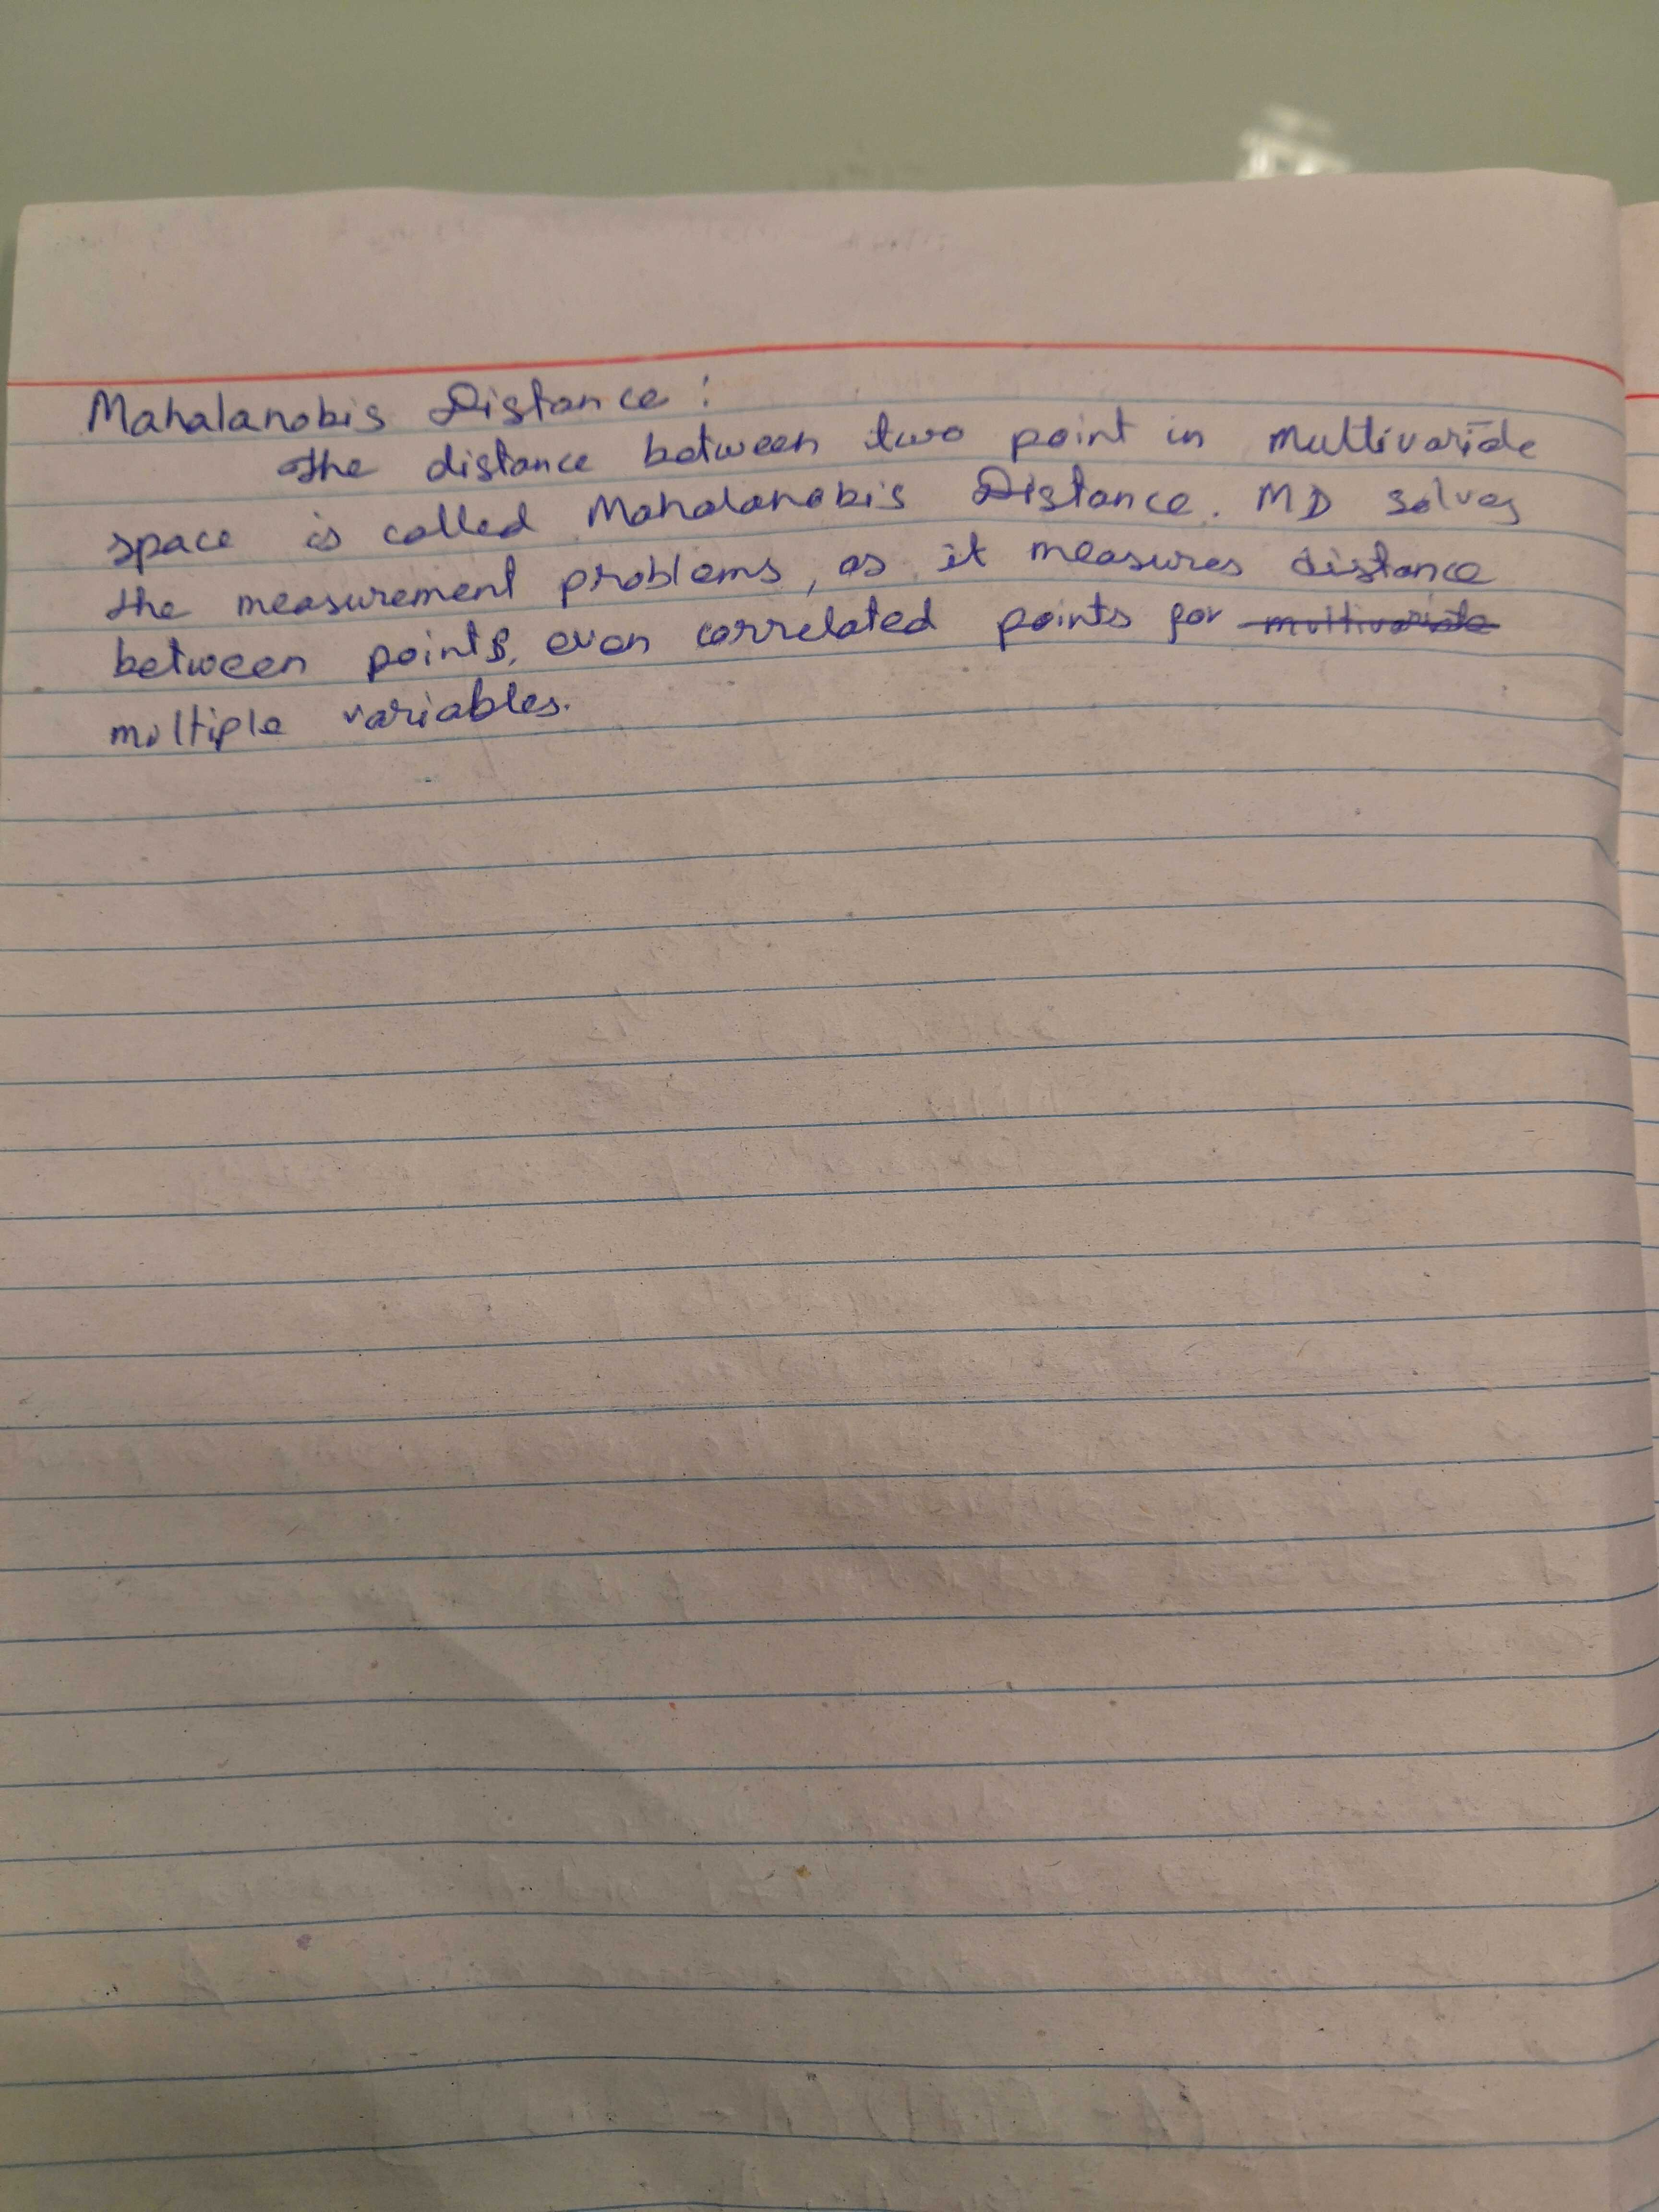 Mahalanobis Distance :
The distance between two point in multivariate
space is called Mahalanobis Distance. MD solves
the measurement problems, as it measures distance
between points, even correlated points for multivariate
multiple variables.